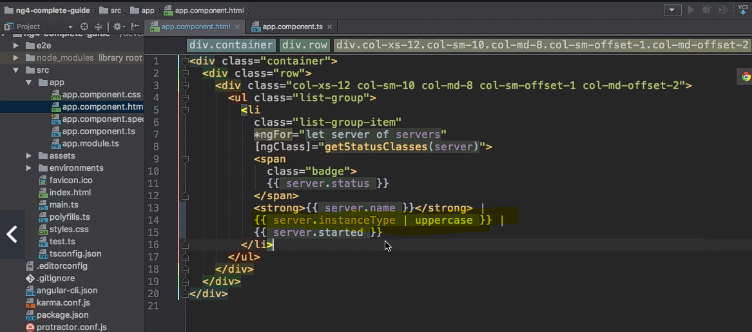 ng4-complete-guide src app app.component.html
Project
app.component.html × app.component.ts ×
ng4-complete-guide
e2e
node_modules library root
src
app
app.component.css
app.component.htm
app.component.spe
app.component.ts
app.module.ts
assets
environments
favicon.ico
index.html
main.ts
polyfills.ts
styles.css
test.ts
tsconfig.json
.editorconfig
.gitignore
angular-cli.json
karma.conf.js
package.json
protractor.conf.js
div.container div.row div.col-xs-12.col-sm-10.col-md-8.col-sm-offset-1.col-md-offset-2
1 <div class="container">
2 <div class="row">
3 <div class="col-xs-12 col-sm-10 col-md-8 col-sm-offset-1 col-md-offset-2">
4 <ul class="list-group">
5 <li
6 class="list-group-item"
7 *ngFor="let server of servers"
8 [ngClass]="getStatusClasses(server)">
9 <span
10 class="badge">
11 {{ server.status }}
12 </span>
13 <strong>{{ server.name }}</strong> |
14 {{ server.instanceType | uppercase }} |
15 {{ server.started }}
16 </li>
17 </ul>
18 </div>
19 </div>
20 </div>
21